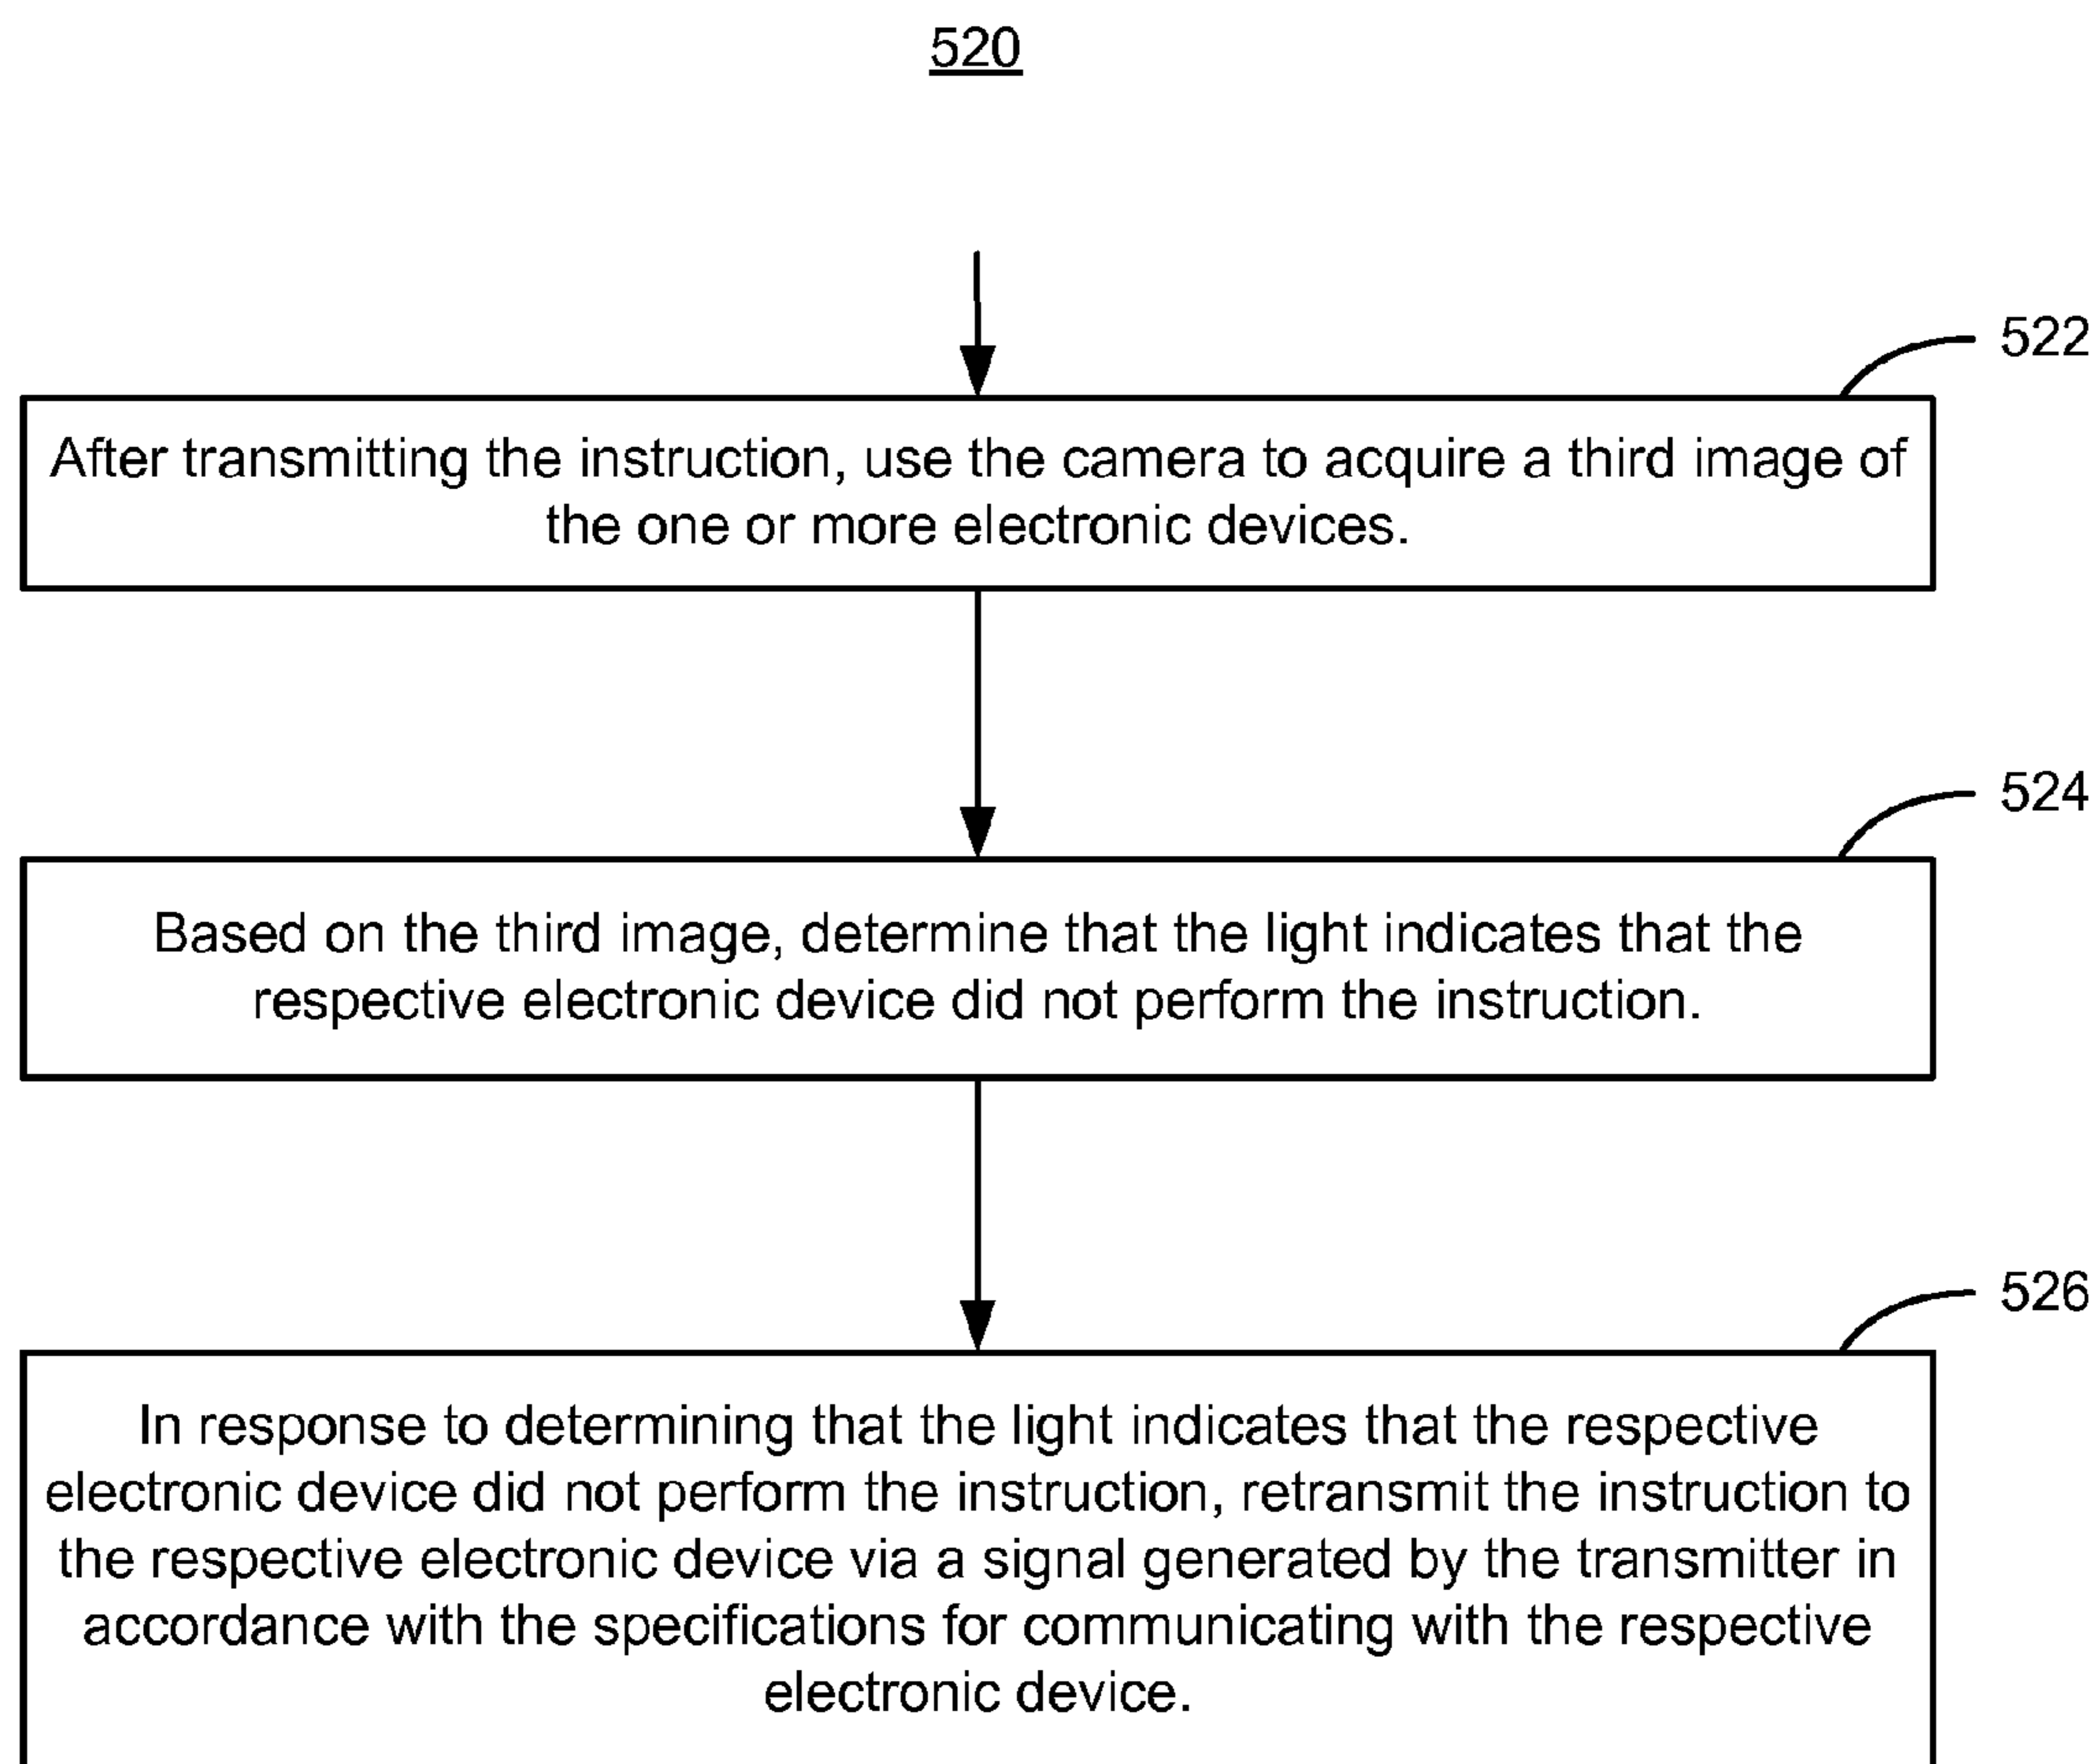 520
522
After transmitting the instruction, use the camera to acquire a third image of
the one or more electronic devices.
524
Based on the third image, determine that the light indicates that the
respective electronic device did not perform the instruction.
526
In response to determining that the light indicates that the respective
electronic device did not perform the instruction, retransmit the instruction to
the respective electronic device via a signal generated by the transmitter in
accordance with the specifications for communicating with the respective
electronic device.